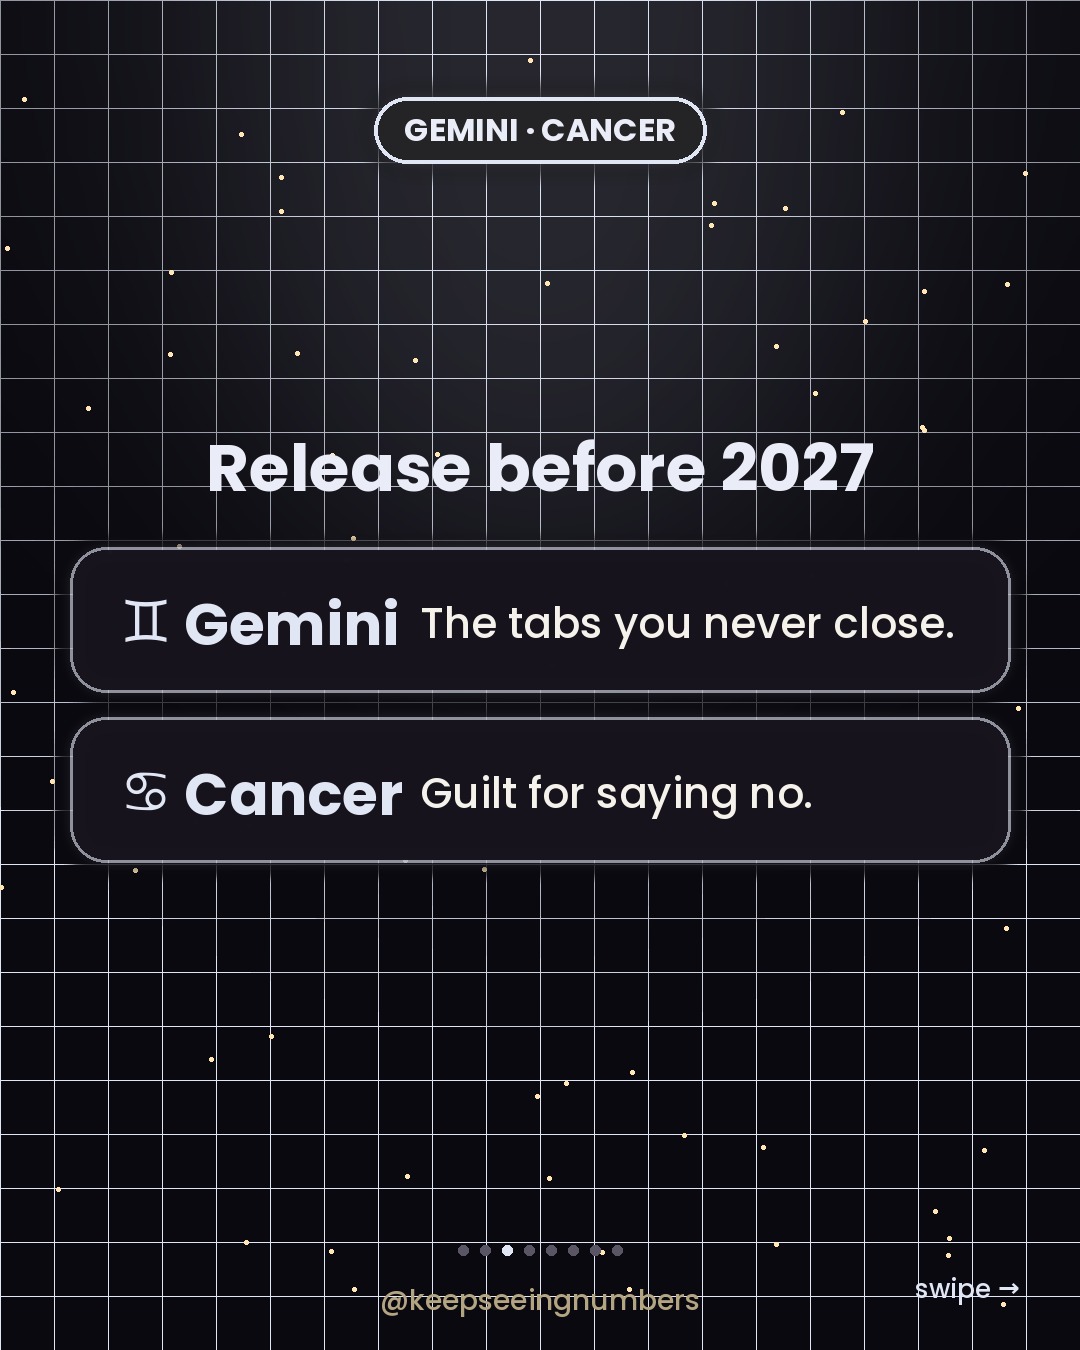 GEMINI · CANCER
Release before 2027
♊ Gemini The tabs you never close.
♋ Cancer Guilt for saying no.
@keepseeingnumbers
swipe →